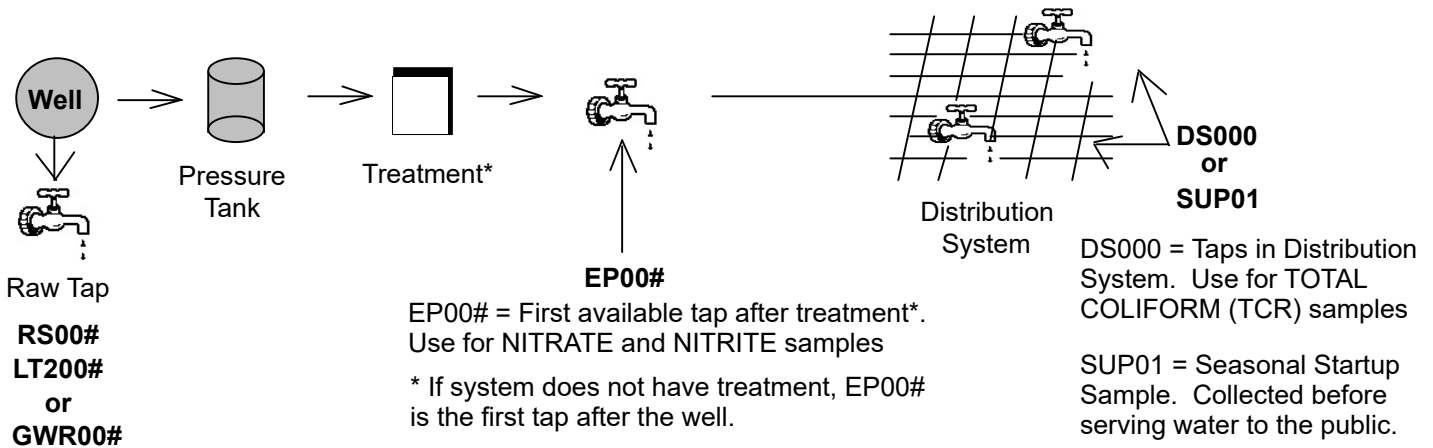 Well
Raw Tap
RS00#
LT200#
or
GWR00#
Pressure
Tank
Treatment*
EP00#
EP00# = First available tap after treatment*.
Use for NITRATE and NITRITE samples
* If system does not have treatment, EP00#
is the first tap after the well.
Distribution
System
DS000
or
SUP01
DS000 = Taps in Distribution
System. Use for TOTAL
COLIFORM (TCR) samples
SUP01 = Seasonal Startup
Sample. Collected before
serving water to the public.